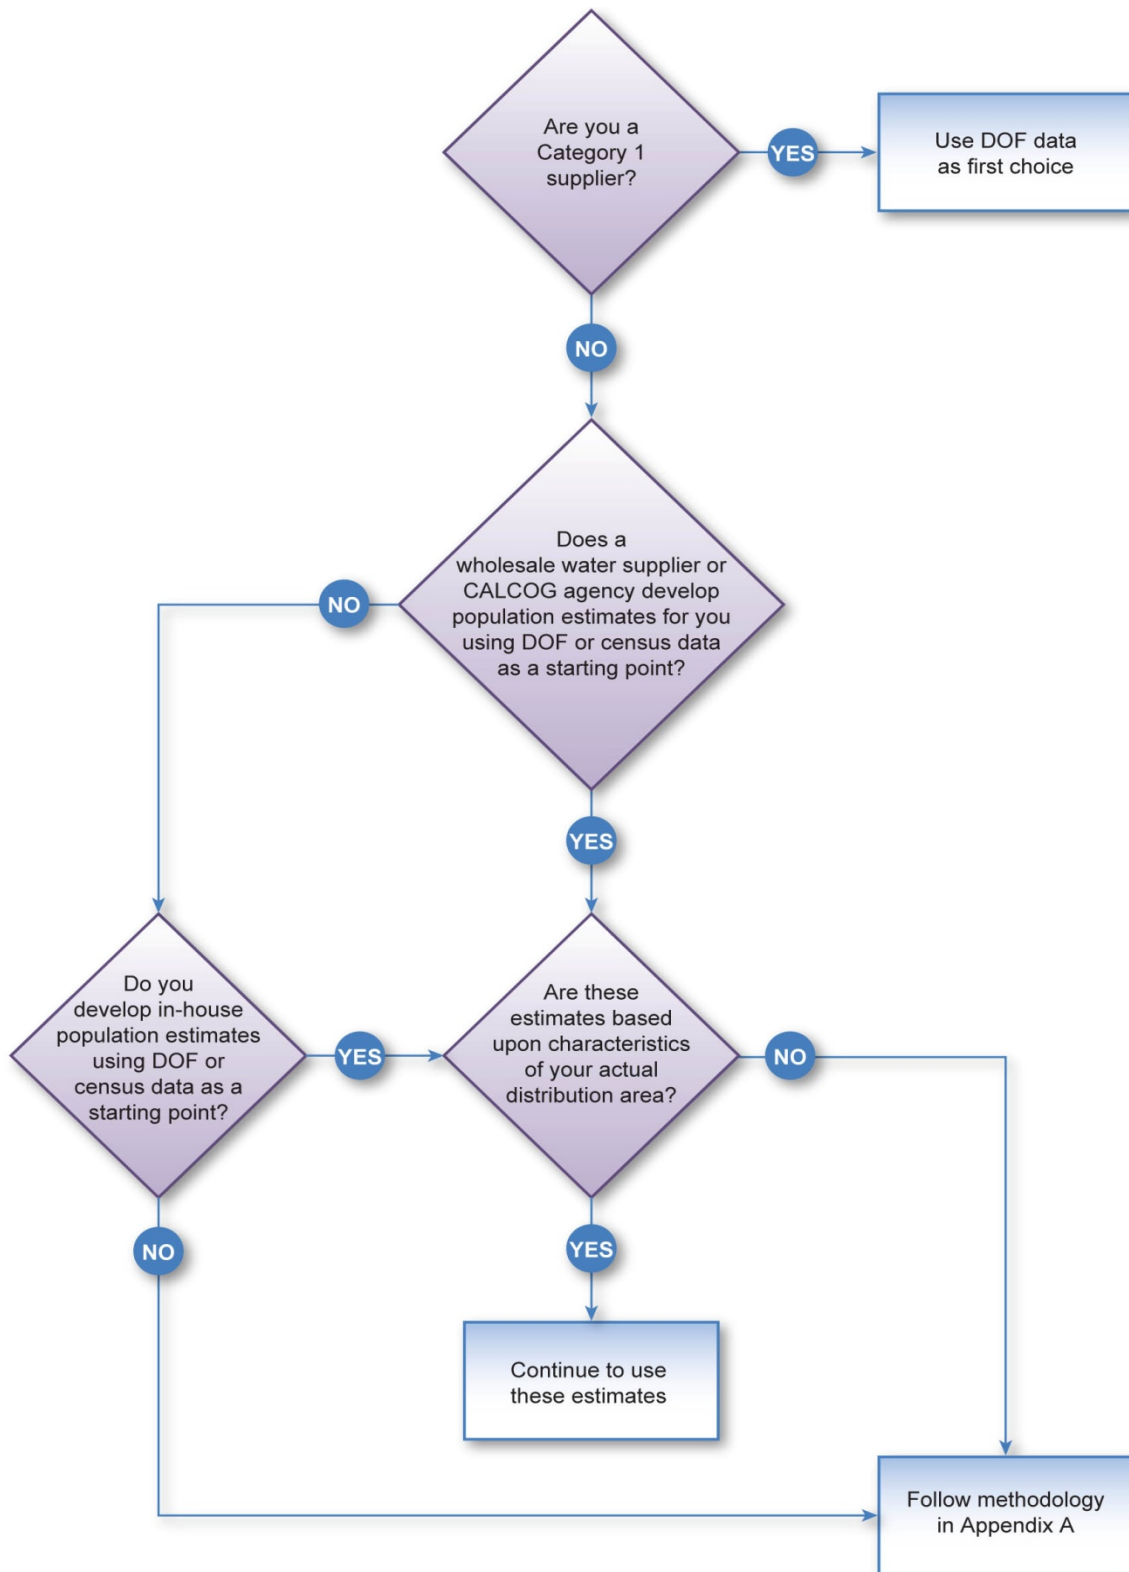 Are you a
Category 1
supplier?
YES
Use DOF data
as first choice
NO
Does a
wholesale water supplier or
CALCOG agency develop
population estimates for you
using DOF or census data
as a starting point?
NO
YES
Do you
develop in-house
population estimates
using DOF or
census data as a
starting point?
YES
Are these
estimates based
upon characteristics
of your actual
distribution area?
NO
NO
YES
Continue to use
these estimates
Follow methodology
in Appendix A